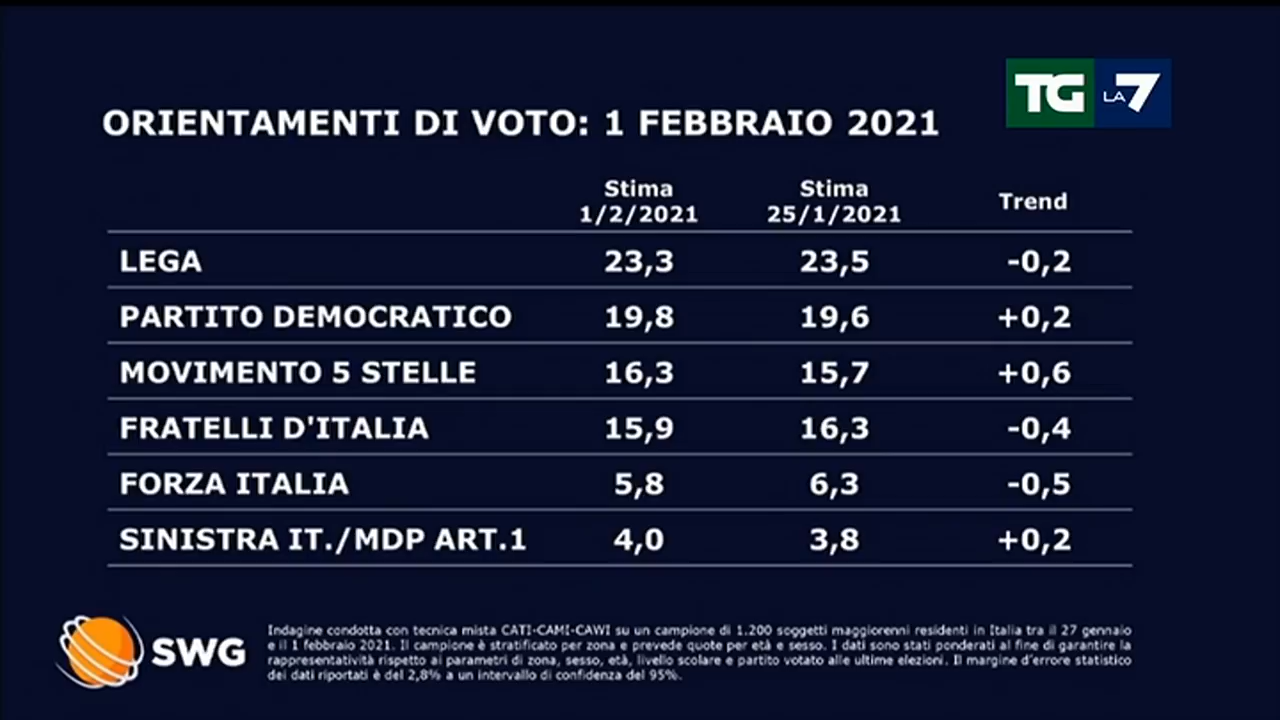 TG LA 7
ORIENTAMENTI DI VOTO: 1 FEBBRAIO 2021
Stima 1/2/2021 Stima 25/1/2021 Trend
LEGA 23,3 23,5 -0,2
PARTITO DEMOCRATICO 19,8 19,6 +0,2
MOVIMENTO 5 STELLE 16,3 15,7 +0,6
FRATELLI D'ITALIA 15,9 16,3 -0,4
FORZA ITALIA 5,8 6,3 -0,5
SINISTRA IT./MDP ART.1 4,0 3,8 +0,2
SWG
Indagine condotta con tecnica mista CATI-CAMI-CAWI su un campione di 1.200 soggetti maggiorenni residenti in Italia tra il 27 gennaio
e il 1 febbraio 2021. Il campione è stratificato per zona e prevede quote per età e sesso. I dati sono stati ponderati al fine di garantire la
rappresentatività rispetto ai parametri di zona, sesso, età, livello scolare e partito votato alle ultime elezioni. Il margine d'errore statistico
dei dati riportati è del 2,8% a un intervallo di confidenza del 95%.